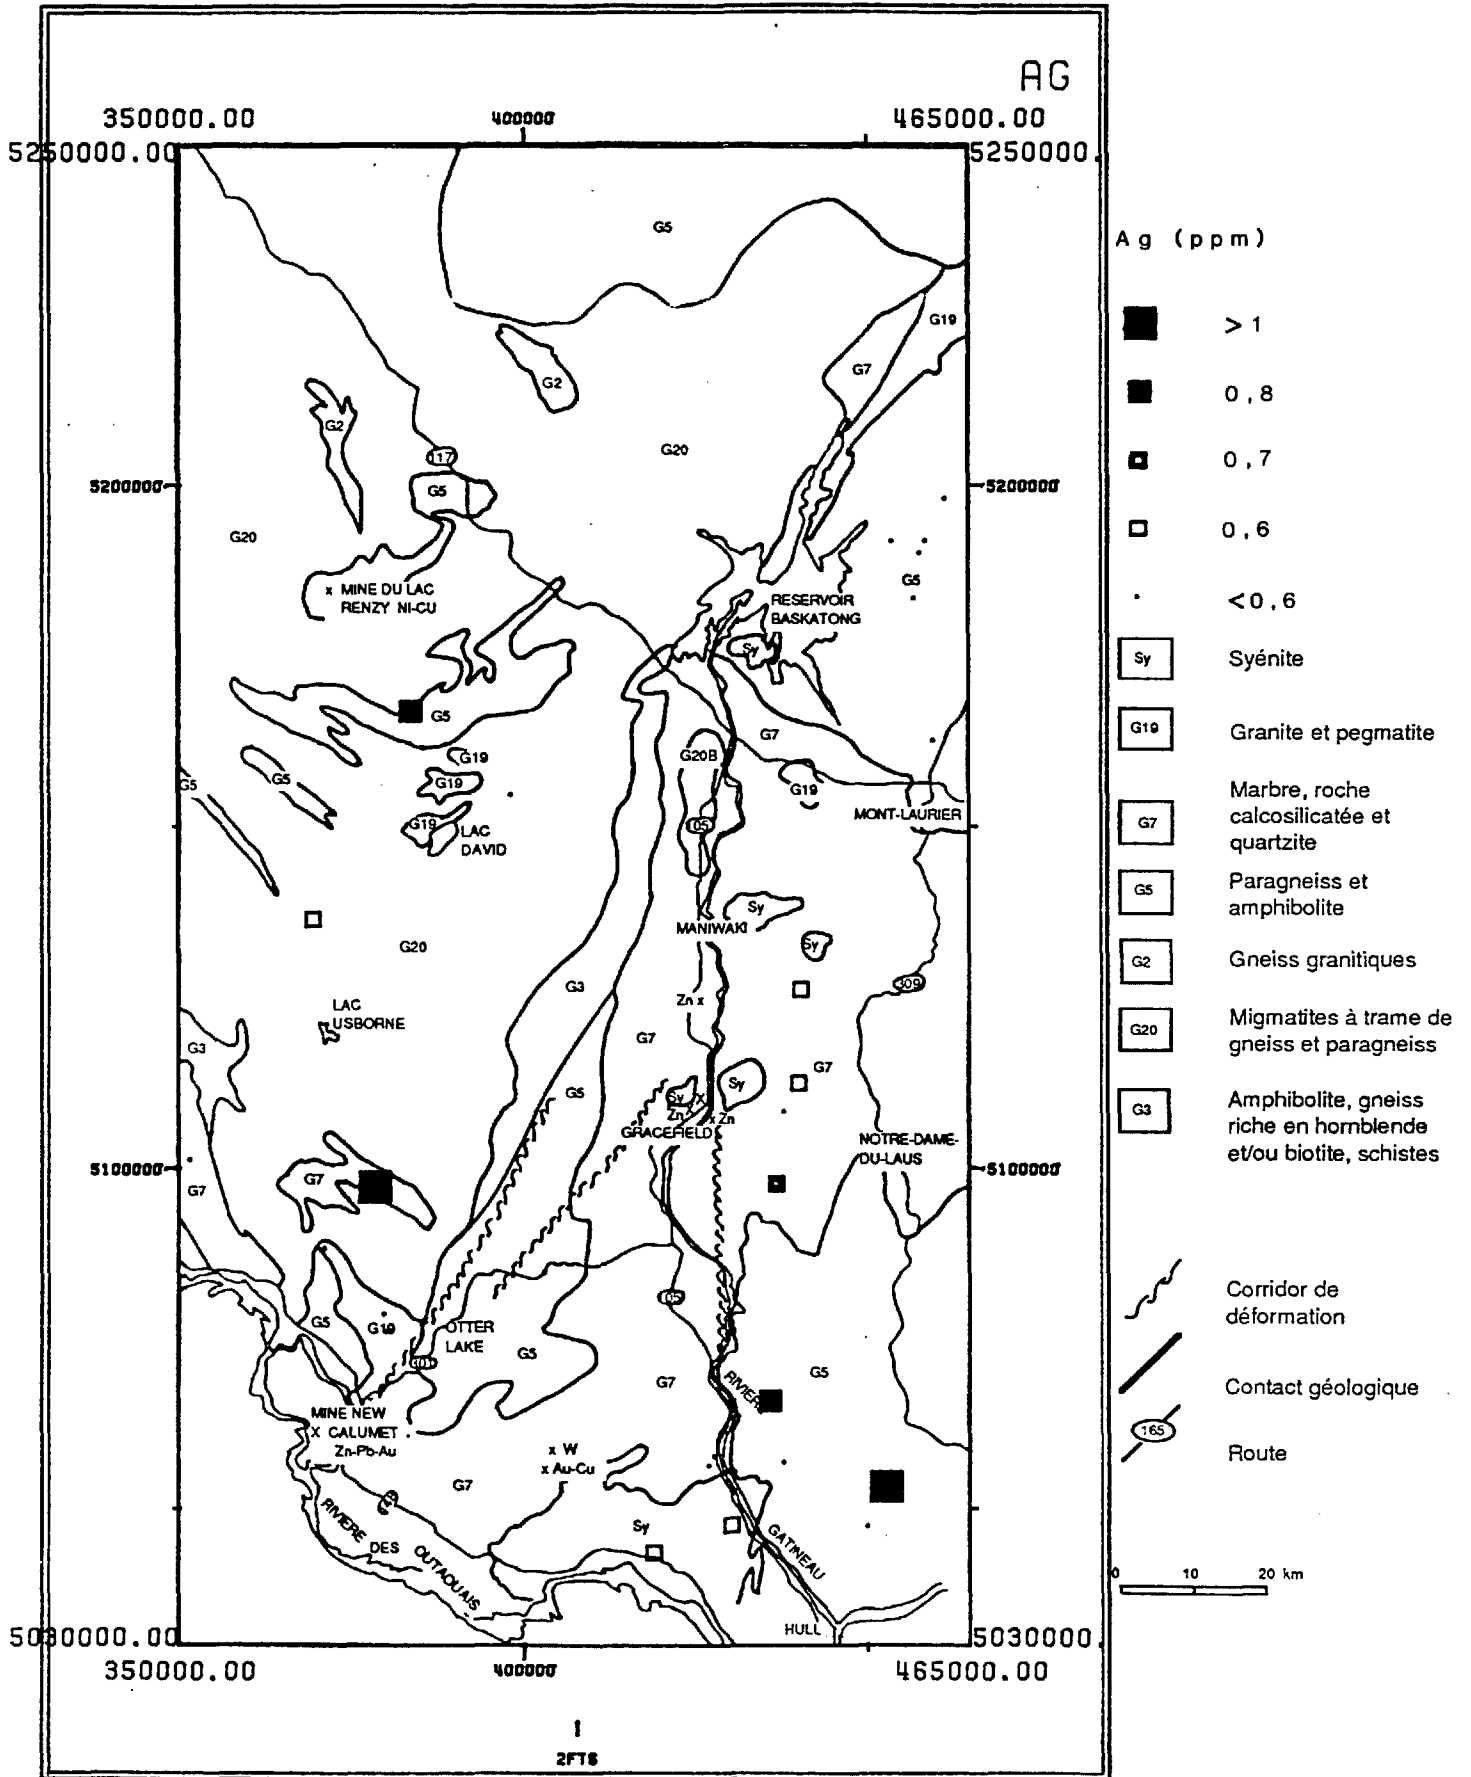 AG
350000.00
400000
465000.00
5250000.00
5250000.
G5
G19
G7
G2
G2
G20
117
G5
5200000
5200000
G20
G5
x MINE DU LAC
RENZY NI-CU
RESERVOIR
BASKATONG
Sy
G5
G7
G20B
G19
G5
G5
G19
G19
MONT-LAURIER
G19
LAC
DAVID
105
Sy
MANIWAKI
Sy
G20
309
G3
Zn x
LAC
USBORNE
G3
G7
G7
Sy
G5
Sy
x
Zn x
x Zn
GRACEFIELD
NOTRE-DAME-
DU-LAUS
5100000
5100000
G7
G7
105
G5
G19
OTTER
LAKE
301
G5
G7
G5
RIVIERE
MINE NEW
X CALUMET
Zn-Pb-Au
x W
x Au-Cu
G7
148
Sy
RIVIERE DES OUTAOUAIS
GATINEAU
HULL
5030000.00
5030000.
350000.00
400000
465000.00
2FTS
Ag (ppm)
> 1
0,8
0,7
0,6
<0,6
Sy
Syénite
G19
Granite et pegmatite
G7
Marbre, roche
calcosilicatée et
quartzite
G5
Paragneiss et
amphibolite
G2
Gneiss granitiques
G20
Migmatites à trame de
gneiss et paragneiss
G3
Amphibolite, gneiss
riche en hornblende
et/ou biotite, schistes
Corridor de
déformation
Contact géologique
165
Route
0 10 20 km